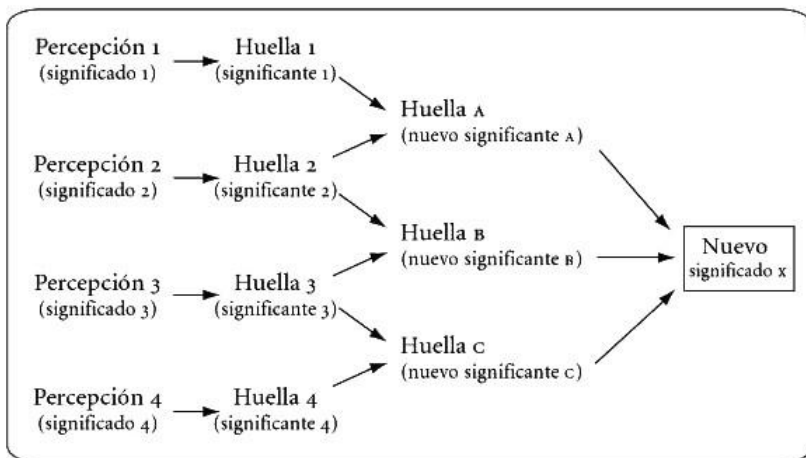 Percepción 1
(significado 1)
Huella 1
(significante 1)
Huella A
(nuevo significante A)
Percepción 2
(significado 2)
Huella 2
(significante 2)
Huella B
(nuevo significante B)
Nuevo
significado x
Percepción 3
(significado 3)
Huella 3
(significante 3)
Huella C
(nuevo significante C)
Percepción 4
(significado 4)
Huella 4
(significante 4)